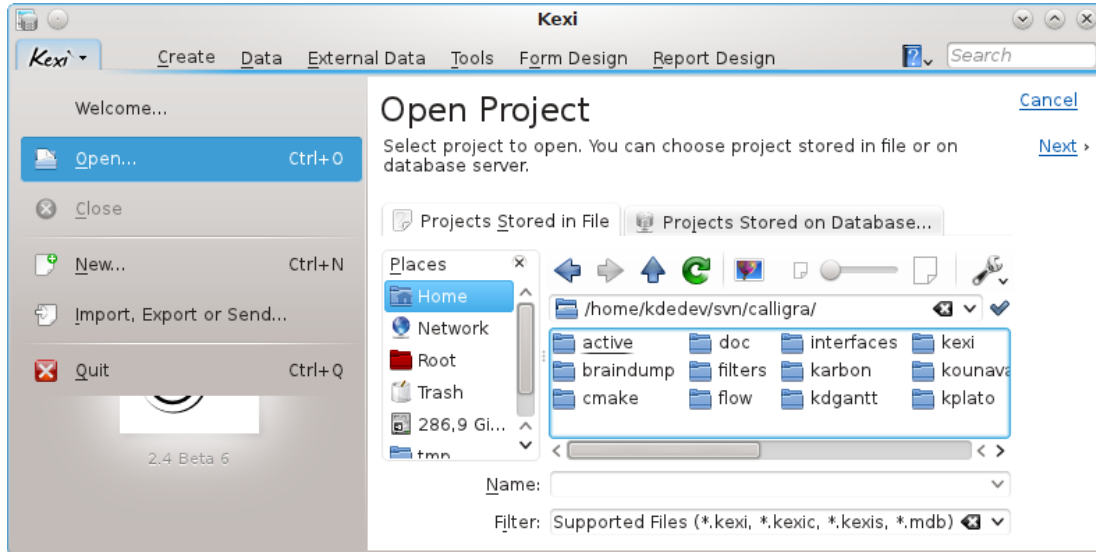 Kexi
Kexi Create Data External Data Tools Form Design Report Design Search
Welcome...
Open... Ctrl+O
Close
New... Ctrl+N
Import, Export or Send...
Quit Ctrl+Q
2.4 Beta 6
Open Project
Cancel
Select project to open. You can choose project stored in file or on
database server.
Next ›
Projects Stored in File Projects Stored on Database...
Places
Home
Network
Root
Trash
286,9 Gi...
tmp
/home/kdedev/svn/calligra/
active doc interfaces kexi
braindump filters karbon kounava
cmake flow kdgantt kplato
Name:
Filter: Supported Files (*.kexi, *.kexic, *.kexis, *.mdb)